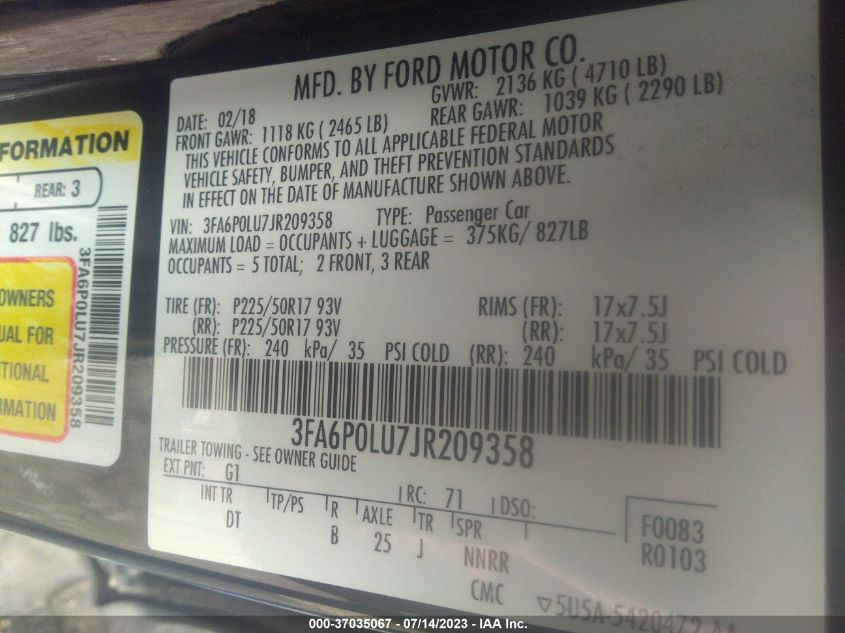 MFD. BY FORD MOTOR CO.
DATE: 02/18 GVWR: 2136 KG ( 4710 LB)
FRONT GAWR: 1118 KG ( 2465 LB) REAR GAWR: 1039 KG ( 2290 LB)
THIS VEHICLE CONFORMS TO ALL APPLICABLE FEDERAL MOTOR
VEHICLE SAFETY, BUMPER, AND THEFT PREVENTION STANDARDS
IN EFFECT ON THE DATE OF MANUFACTURE SHOWN ABOVE.
VIN: 3FA6P0LU7JR209358 TYPE: Passenger Car
MAXIMUM LOAD = OCCUPANTS + LUGGAGE = 375KG/ 827LB
OCCUPANTS = 5 TOTAL; 2 FRONT, 3 REAR
TIRE (FR): P225/50R17 93V RIMS (FR): 17x7.5J
(RR): P225/50R17 93V (RR): 17x7.5J
PRESSURE (FR): 240 kPa/ 35 PSI COLD (RR): 240 kPa/ 35 PSI COLD
3FA6P0LU7JR209358
TRAILER TOWING - SEE OWNER GUIDE
EXT PNT: G1 RC: 71 DSO:
INT TR TP/PS R AXLE TR SPR
DT B 25 J NNRR
CMC
F0083
R0103
▽5U5A-5420472-AA
FORMATION
REAR: 3
827 lbs.
OWNERS
UAL FOR
TIONAL
RMATION
3FA6P0LU7JR209358
000-37035067 - 07/14/2023 - IAA Inc.